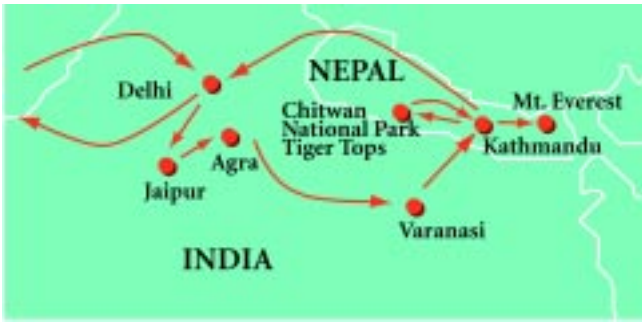 NEPAL
Delhi
Chitwan
National Park
Tiger Tops
Mt. Everest
Kathmandu
Agra
Jaipur
Varanasi
INDIA